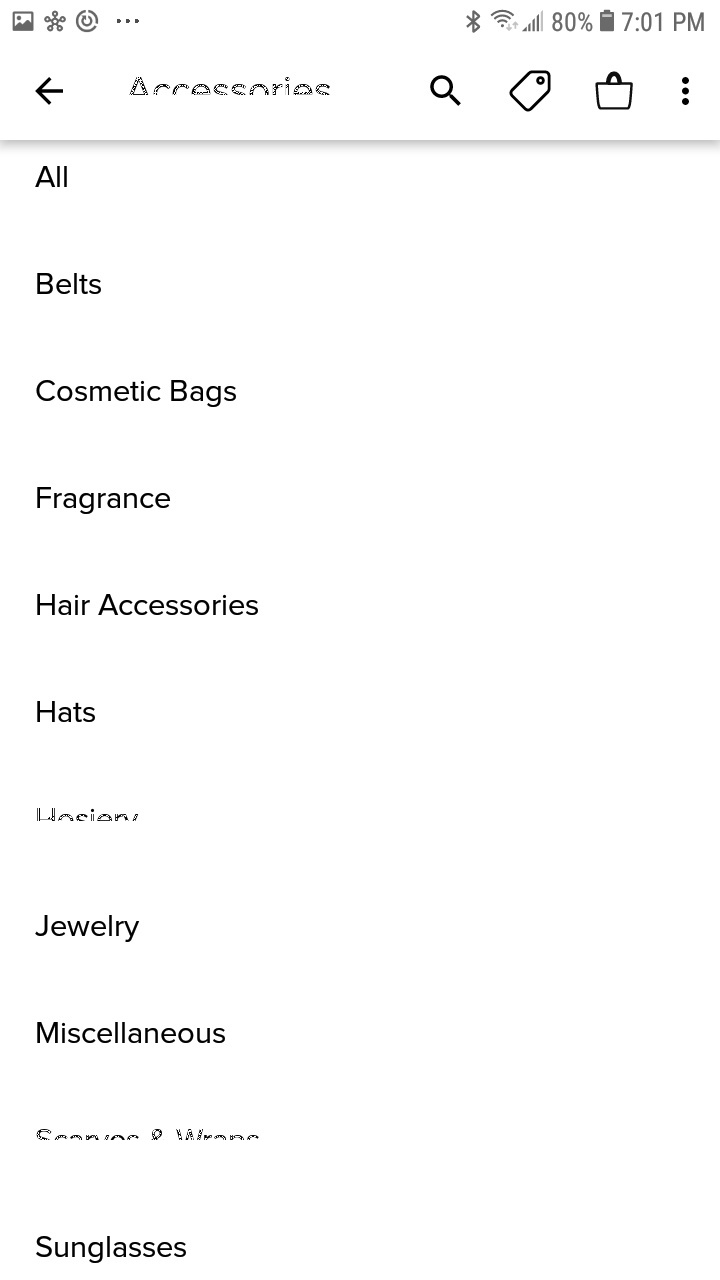 80% 7:01 PM
Accessories
All
Belts
Cosmetic Bags
Fragrance
Hair Accessories
Hats
Hosiery
Jewelry
Miscellaneous
Scarves & Wraps
Sunglasses